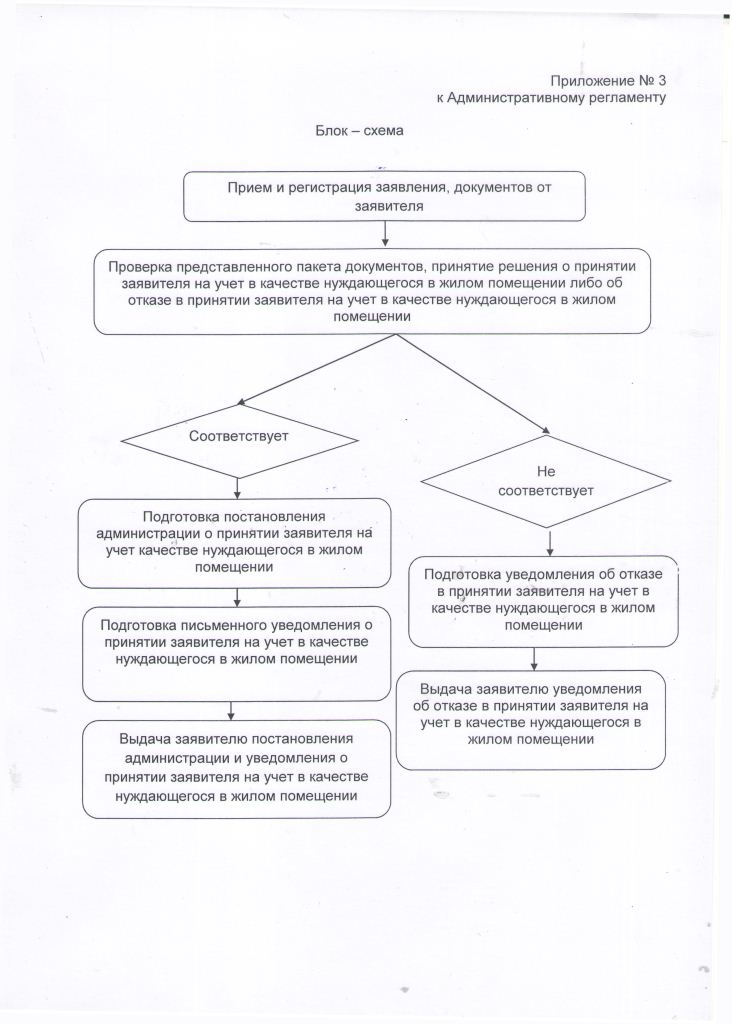 Приложение № 3
к Административному регламенту
Блок – схема
Прием и регистрация заявления, документов от
заявителя
Проверка представленного пакета документов, принятие решения о принятии
заявителя на учет в качестве нуждающегося в жилом помещении либо об
отказе в принятии заявителя на учет в качестве нуждающегося в жилом
помещении
Соответствует
Подготовка постановления
администрации о принятии заявителя на
учет качестве нуждающегося в жилом
помещении
Подготовка письменного уведомления о
принятии заявителя на учет в качестве
нуждающегося в жилом помещении
Выдача заявителю постановления
администрации и уведомления о
принятии заявителя на учет в качестве
нуждающегося в жилом помещении
Не
соответствует
Подготовка уведомления об отказе
в принятии заявителя на учет в
качестве нуждающегося в жилом
помещении
Выдача заявителю уведомления
об отказе в принятии заявителя на
учет в качестве нуждающегося в
жилом помещении